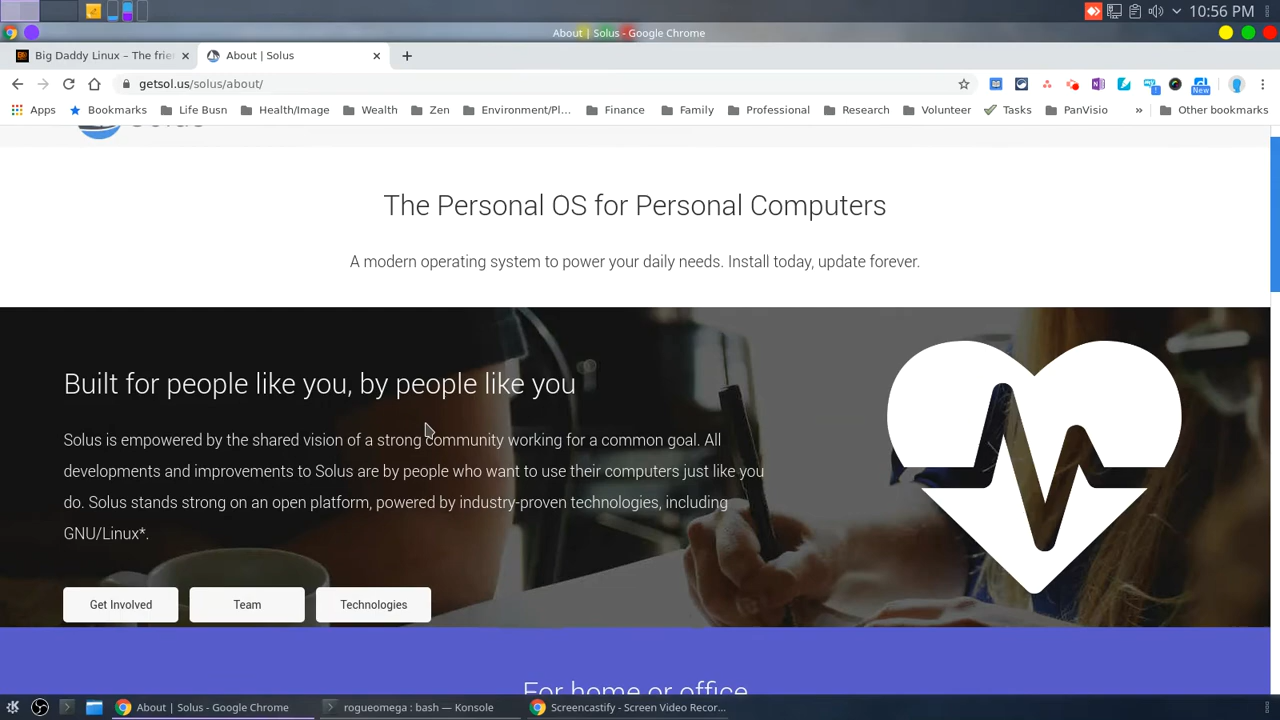 10:56 PM
About | Solus - Google Chrome
Big Daddy Linux – The frie
About | Solus
getsol.us/solus/about/
New
Apps Bookmarks Life Busn Health/Image Wealth Zen Environment/Pl... Finance Family Professional Research Volunteer Tasks PanVisio » Other bookmarks
Solus
The Personal OS for Personal Computers
A modern operating system to power your daily needs. Install today, update forever.
Built for people like you, by people like you
Solus is empowered by the shared vision of a strong community working for a common goal. All
developments and improvements to Solus are by people who want to use their computers just like you
do. Solus stands strong on an open platform, powered by industry-proven technologies, including
GNU/Linux*.
Get Involved Team Technologies
For home or office
About | Solus - Google Chrome rogueomega : bash — Konsole Screencastify - Screen Video Recor...